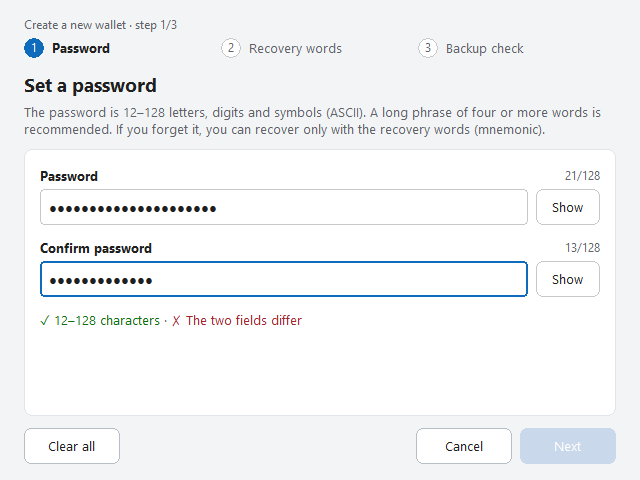 Create a new wallet · step 1/3
1 Password 2 Recovery words 3 Backup check
Set a password
The password is 12–128 letters, digits and symbols (ASCII). A long phrase of four or more words is
recommended. If you forget it, you can recover only with the recovery words (mnemonic).
Password 21/128
●●●●●●●●●●●●●●●●●●●●● Show
Confirm password 13/128
●●●●●●●●●●●●● Show
✓ 12–128 characters · ✗ The two fields differ
Clear all Cancel Next